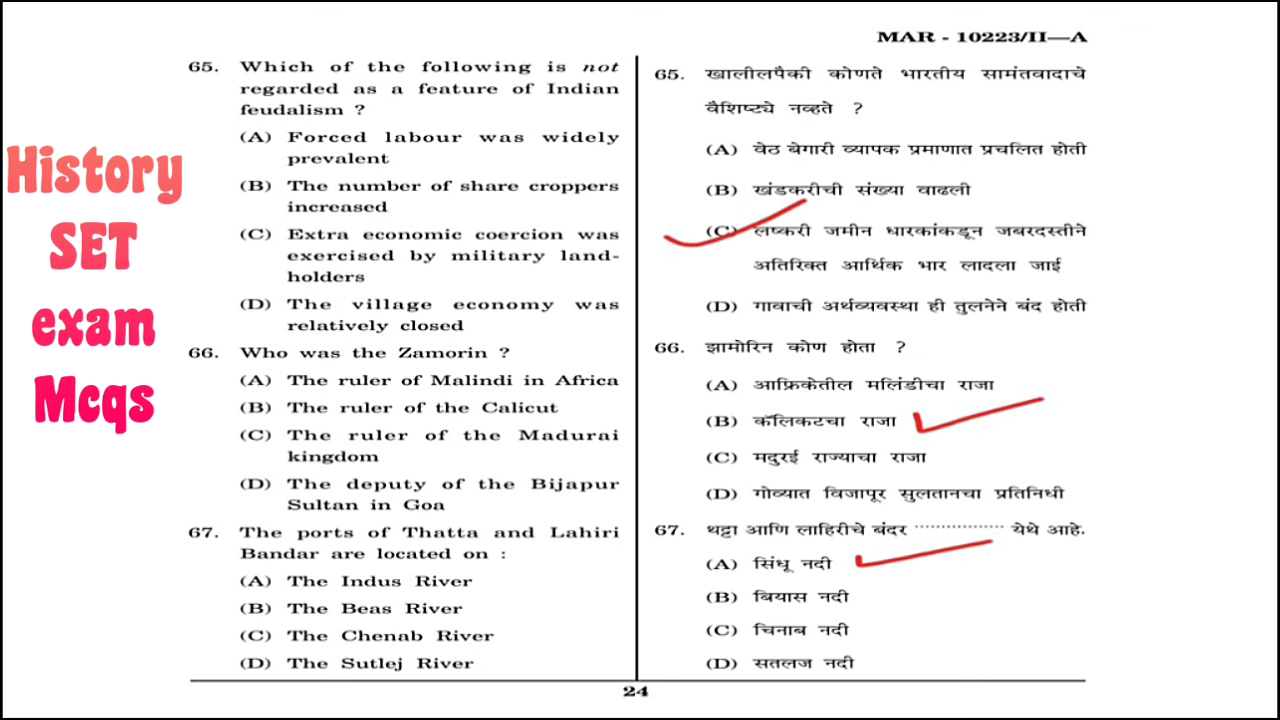 MAR - 10223/II—A
History
SET
exam
Mcqs
65. Which of the following is not
regarded as a feature of Indian
feudalism ?
(A) Forced labour was widely
prevalent
(B) The number of share croppers
increased
(C) Extra economic coercion was
exercised by military land-
holders
(D) The village economy was
relatively closed
66. Who was the Zamorin ?
(A) The ruler of Malindi in Africa
(B) The ruler of the Calicut
(C) The ruler of the Madurai
kingdom
(D) The deputy of the Bijapur
Sultan in Goa
67. The ports of Thatta and Lahiri
Bandar are located on :
(A) The Indus River
(B) The Beas River
(C) The Chenab River
(D) The Sutlej River
65. खालीलपैकी कोणते भारतीय सामंतवादाचे
वैशिष्ट्ये नव्हते ?
(A) वेठ बेगारी व्यापक प्रमाणात प्रचलित होती
(B) खंडकरीची संख्या वाढली
(C) लष्करी जमीन धारकांकडून जबरदस्तीने
अतिरिक्त आर्थिक भार लादला जाई
(D) गावाची अर्थव्यवस्था ही तुलनेने बंद होती
66. झामोरिन कोण होता ?
(A) आफ्रिकेतील मलिंडीचा राजा
(B) कॅलिकटचा राजा
(C) मदुरई राज्याचा राजा
(D) गोव्यात विजापूर सुलतानचा प्रतिनिधी
67. थट्टा आणि लाहिरीचे बंदर ................. येथे आहे.
(A) सिंधू नदी
(B) बियास नदी
(C) चिनाब नदी
(D) सतलज नदी
24